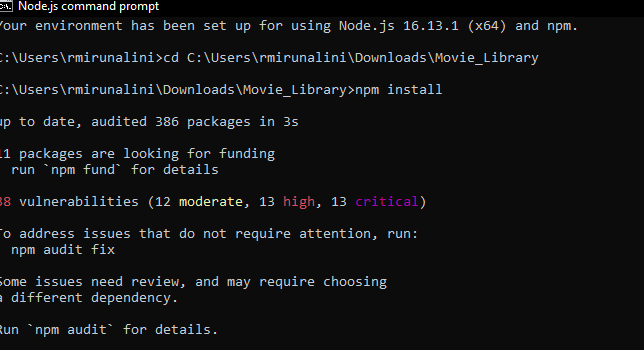 Node.js command prompt
Your environment has been set up for using Node.js 16.13.1 (x64) and npm.
C:\Users\rmirunalini>cd C:\Users\rmirunalini\Downloads\Movie_Library
C:\Users\rmirunalini\Downloads\Movie_Library>npm install
up to date, audited 386 packages in 3s
11 packages are looking for funding
run `npm fund` for details
38 vulnerabilities (12 moderate, 13 high, 13 critical)
To address issues that do not require attention, run:
npm audit fix
Some issues need review, and may require choosing
a different dependency.
Run `npm audit` for details.